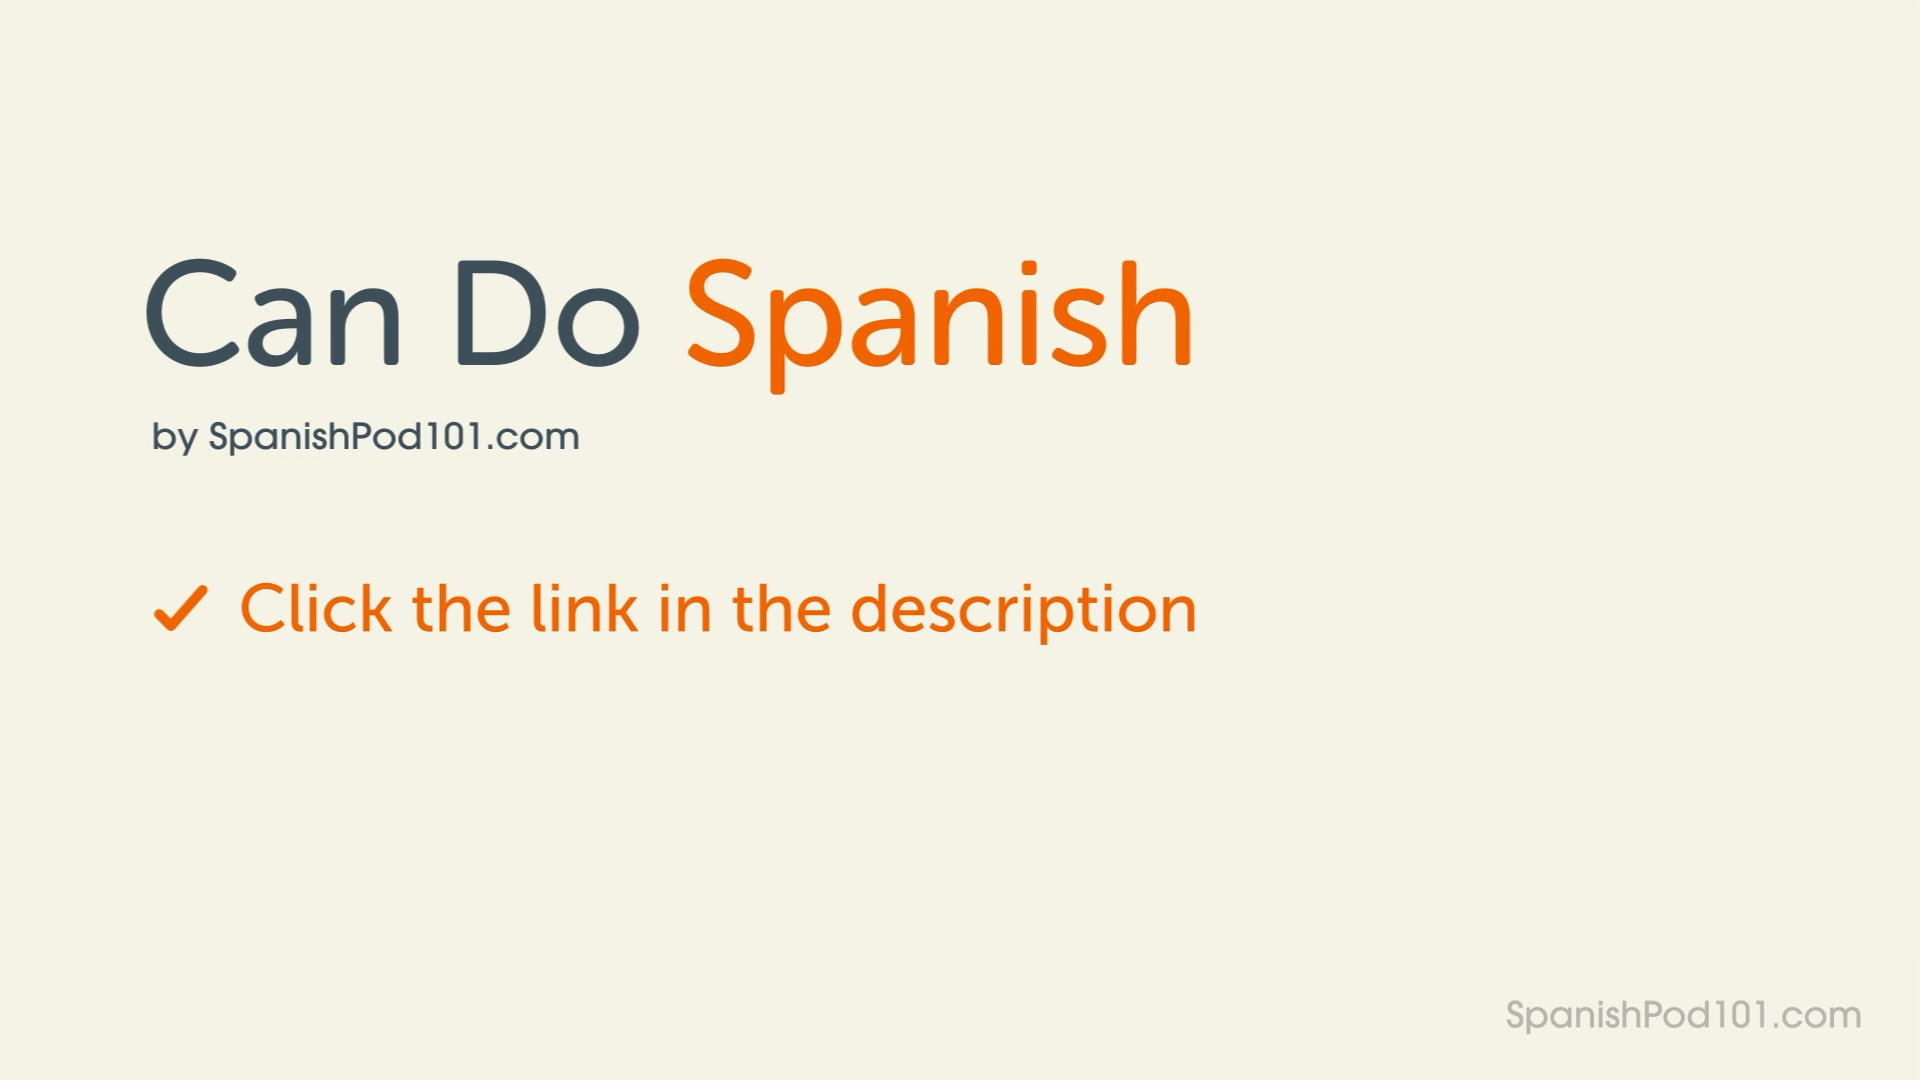 Can Do Spanish
by SpanishPod101.com
Click the link in the description
SpanishPod101.com